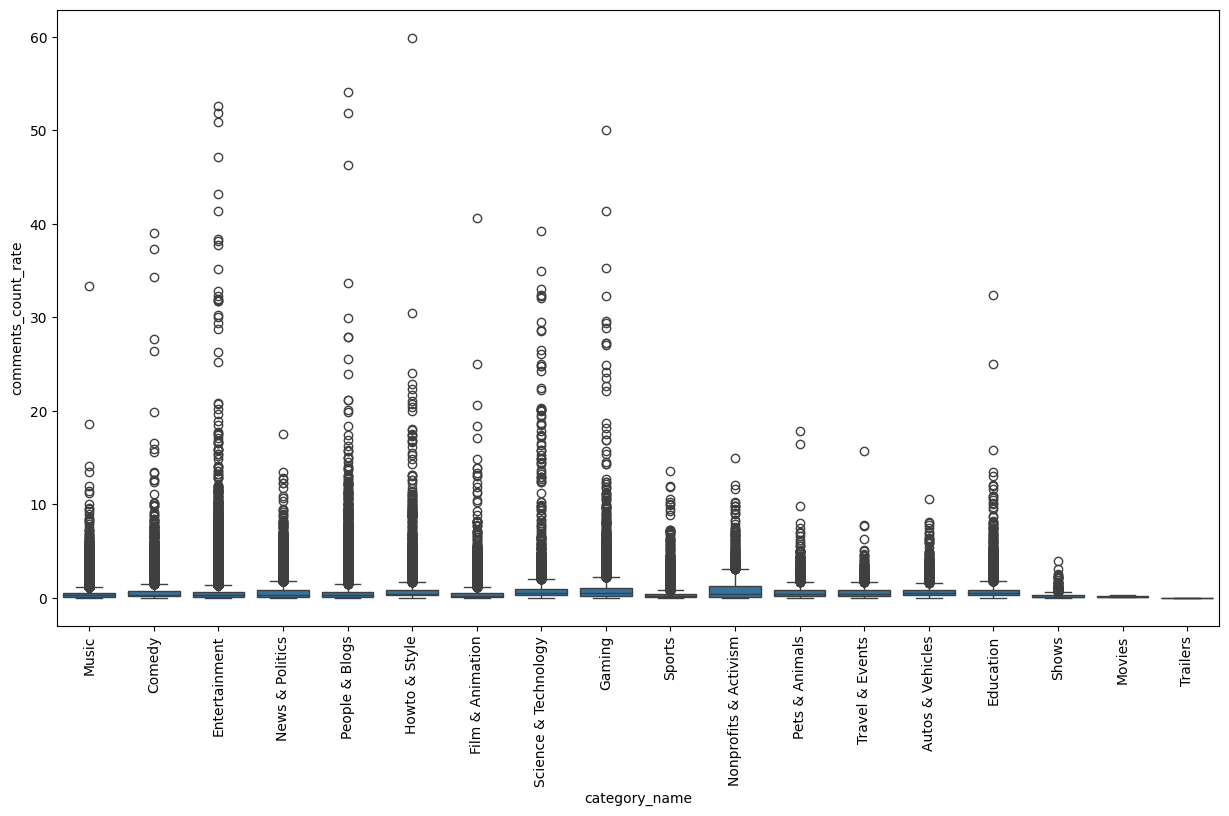 60
50
40
30
20
10
0
comments_count_rate
Music
Comedy
Entertainment
News & Politics
People & Blogs
Howto & Style
Film & Animation
Science & Technology
Gaming
Sports
Nonprofits & Activism
Pets & Animals
Travel & Events
Autos & Vehicles
Education
Shows
Movies
Trailers
category_name